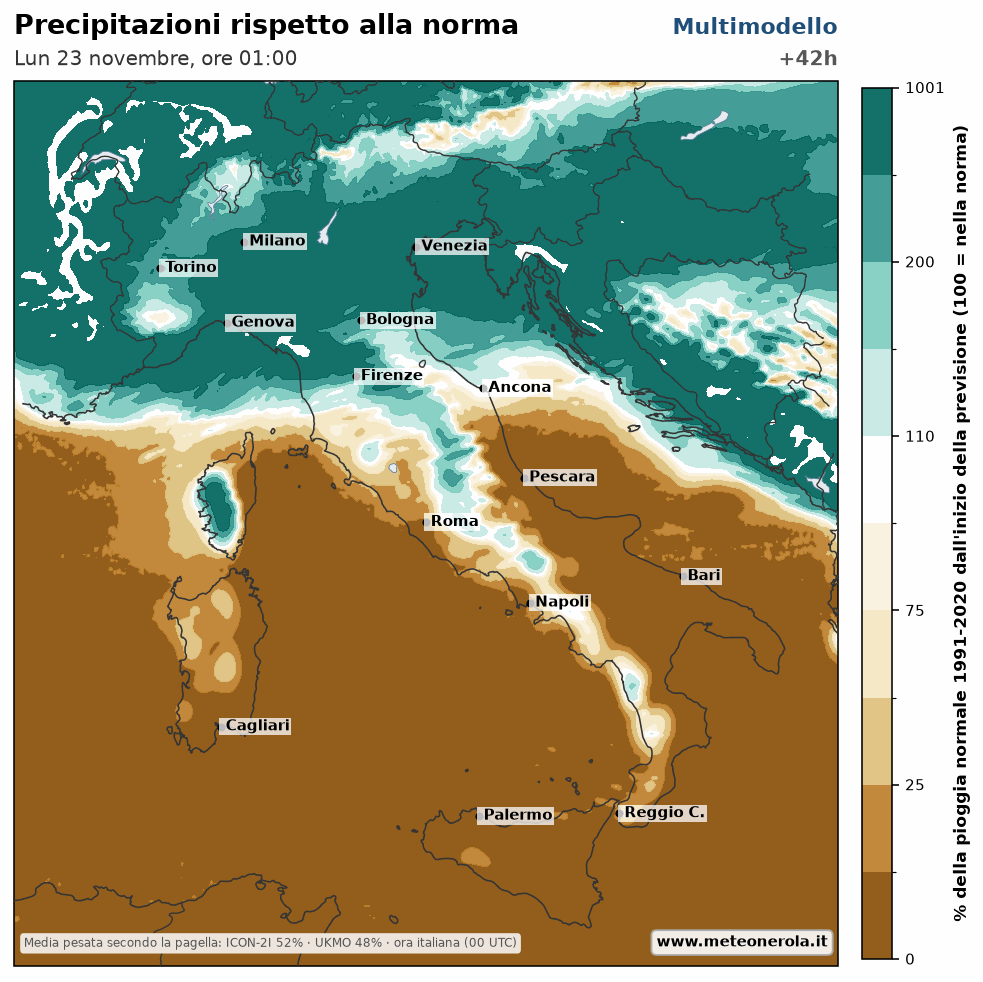 Precipitazioni rispetto alla norma
Multimodello
Lun 23 novembre, ore 01:00
+42h
1001
200
110
75
25
0
% della pioggia normale 1991-2020 dall'inizio della previsione (100 = nella norma)
Milano
Venezia
Torino
Genova
Bologna
Firenze
Ancona
Pescara
Roma
Bari
Napoli
Cagliari
Palermo
Reggio C.
Media pesata secondo la pagella: ICON-2I 52% · UKMO 48% · ora italiana (00 UTC)
www.meteonerola.it